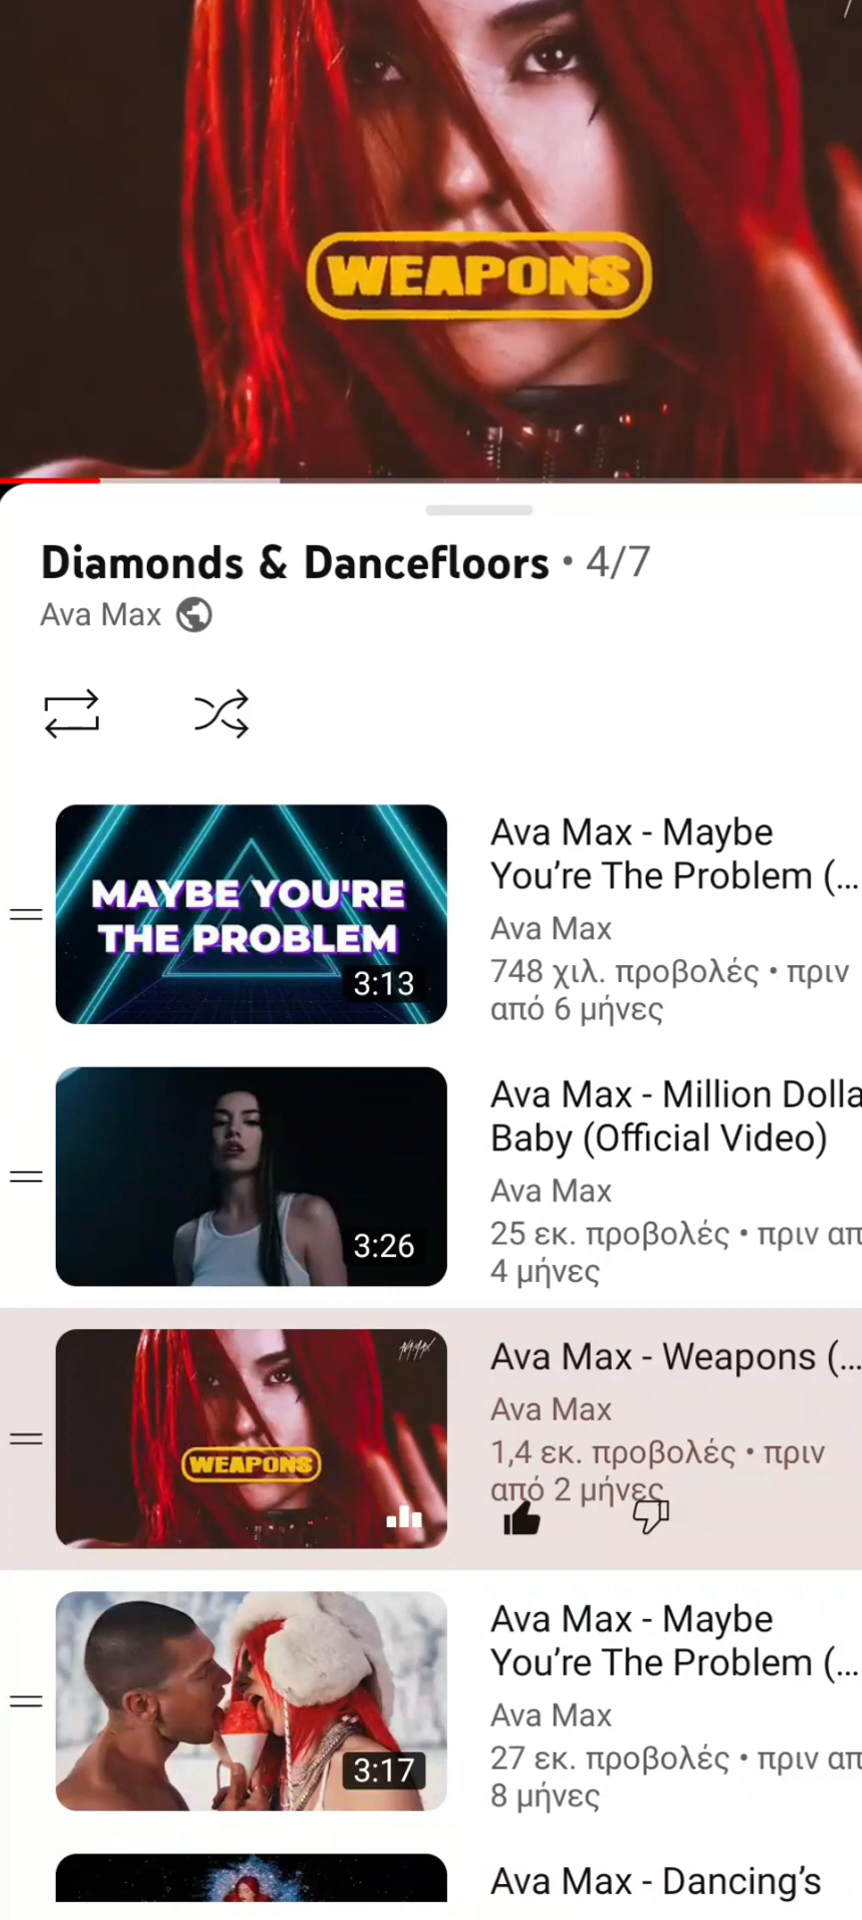 WEAPONS
Diamonds & Dancefloors • 4/7
Ava Max
MAYBE YOU'RE
THE PROBLEM
3:13
Ava Max - Maybe
You're The Problem (...
Ava Max
748 χιλ. προβολές • πριν
από 6 μήνες
3:26
Ava Max - Million Dolla
Baby (Official Video)
Ava Max
25 εκ. προβολές • πριν απ
4 μήνες
AVA MAX
WEAPONS
Ava Max - Weapons (...
Ava Max
1,4 εκ. προβολές • πριν
από 2 μήνες
3:17
Ava Max - Maybe
You're The Problem (...
Ava Max
27 εκ. προβολές • πριν απ
8 μήνες
Ava Max - Dancing's